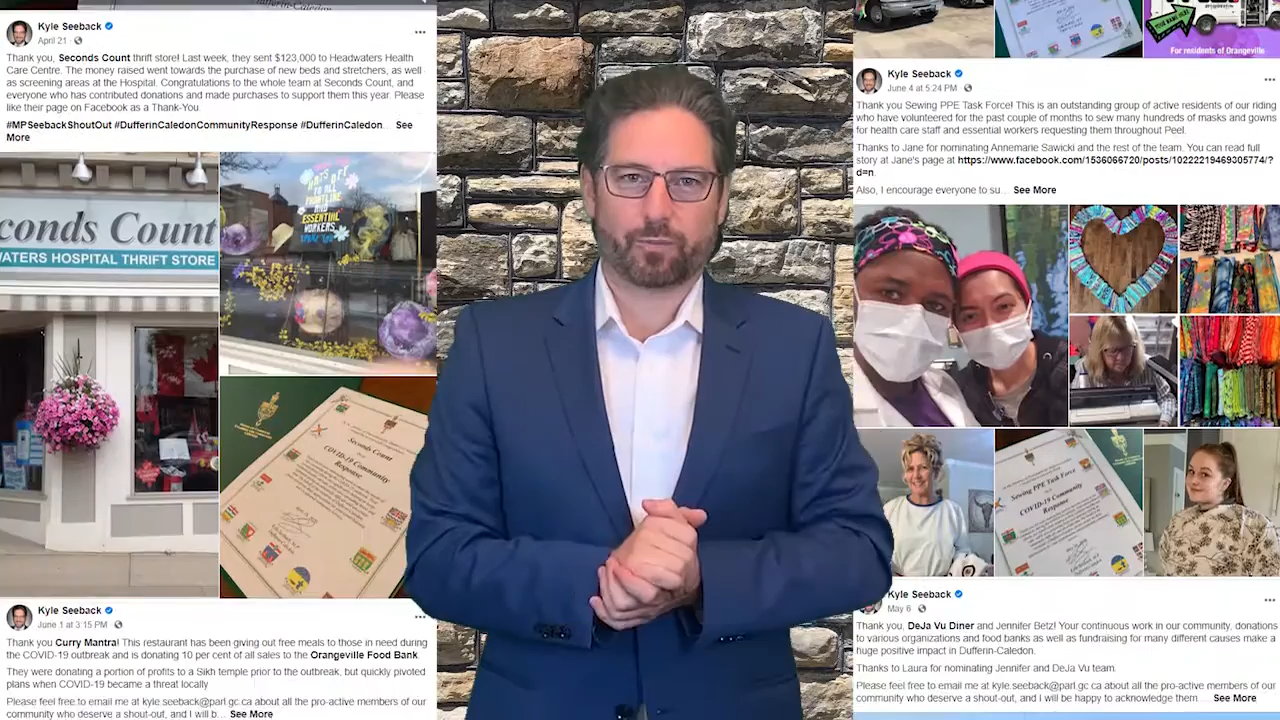 Dufferin-Caledon
Kyle Seeback
April 21
Thank you, Seconds Count thrift store! Last week, they sent $123,000 to Headwaters Health
Care Centre. The money raised went towards the purchase of new beds and stretchers, as well
as screening areas at the Hospital. Congratulations to the whole team at Seconds Count, and
everyone who has contributed donations and made purchases to support them this year. Please
like their page on Facebook as a Thank-You.
#MPSeebackShoutOut #DufferinCaledonCommunityResponse #DufferinCaledon... See
More
econds Count
WATERS HOSPITAL THRIFT STORE
HATS OFF
TO ALL
FRONTLINE
AND
ESSENTIAL
WORKERS
Seconds Count
COVID-19 Community
Response
Kyle Seeback
June 1 at 3:15 PM
Thank you Curry Mantra! This restaurant has been giving out free meals to those in need during
the COVID-19 outbreak and is donating 10 per cent of all sales to the Orangeville Food Bank.
They were donating a portion of profits to a Sikh temple prior to the outbreak, but quickly pivoted
plans when COVID-19 became a threat locally
Please feel free to email me at kyle.seeback@parl.gc.ca about all the pro-active members of our
community who deserve a shout-out, and I will b... See More
YOUR NAME HERE
For residents of Orangeville
Kyle Seeback
June 4 at 5:24 PM
Thank you Sewing PPE Task Force! This is an outstanding group of active residents of our riding
who have volunteered for the past couple of months to sew many hundreds of masks and gowns
for health care staff and essential workers requesting them throughout Peel.
Thanks to Jane for nominating Annemarie Sawicki and the rest of the team. You can read full
story at Jane's page at https://www.facebook.com/1536066720/posts/10222219469305774/?
d=n.
Also, I encourage everyone to su... See More
Sewing PPE Task Force
COVID-19 Community
Response
Kyle Seeback
May 6
Thank you, DeJa Vu Diner and Jennifer Betz! Your continuous work in our community, donations
to various organizations and food banks as well as fundraising for many different causes make a
huge positive impact in Dufferin-Caledon.
Thanks to Laura for nominating Jennifer and DeJa Vu team.
Please feel free to email me at kyle.seeback@parl.gc.ca about all the pro-active members of our
community who deserve a shout-out, and I will be happy to acknowledge them... See More